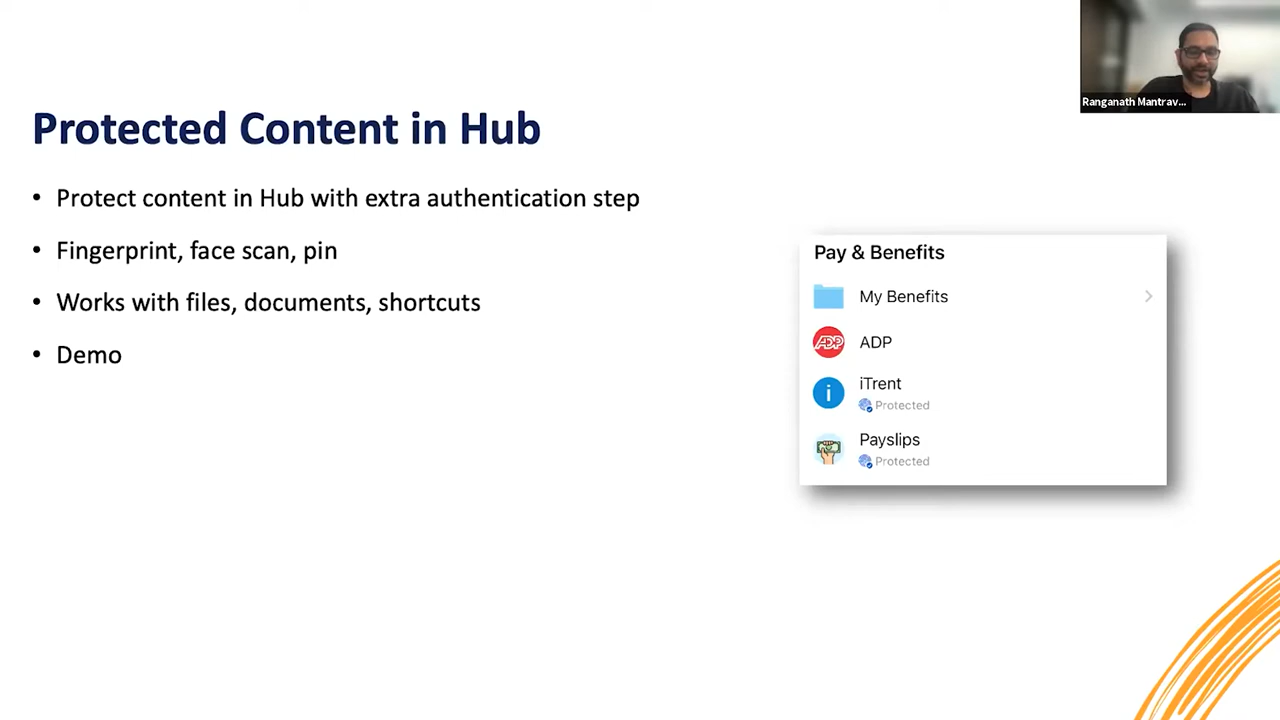 Ranganath Mantrav...
Protected Content in Hub
• Protect content in Hub with extra authentication step
• Fingerprint, face scan, pin
• Works with files, documents, shortcuts
• Demo
Pay & Benefits
My Benefits
ADP
ADP
i
iTrent
Protected
Payslips
Protected